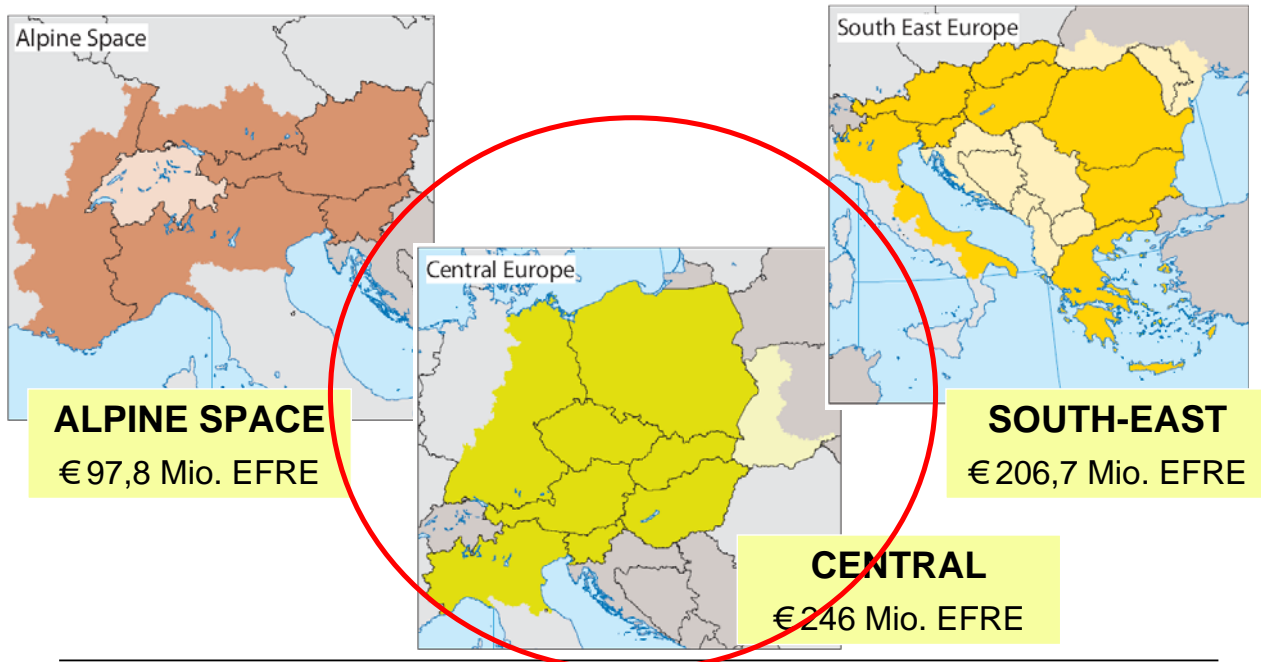 Alpine Space
South East Europe
Central Europe
ALPINE SPACE
€ 97,8 Mio. EFRE
SOUTH-EAST
€ 206,7 Mio. EFRE
CENTRAL
€ 246 Mio. EFRE